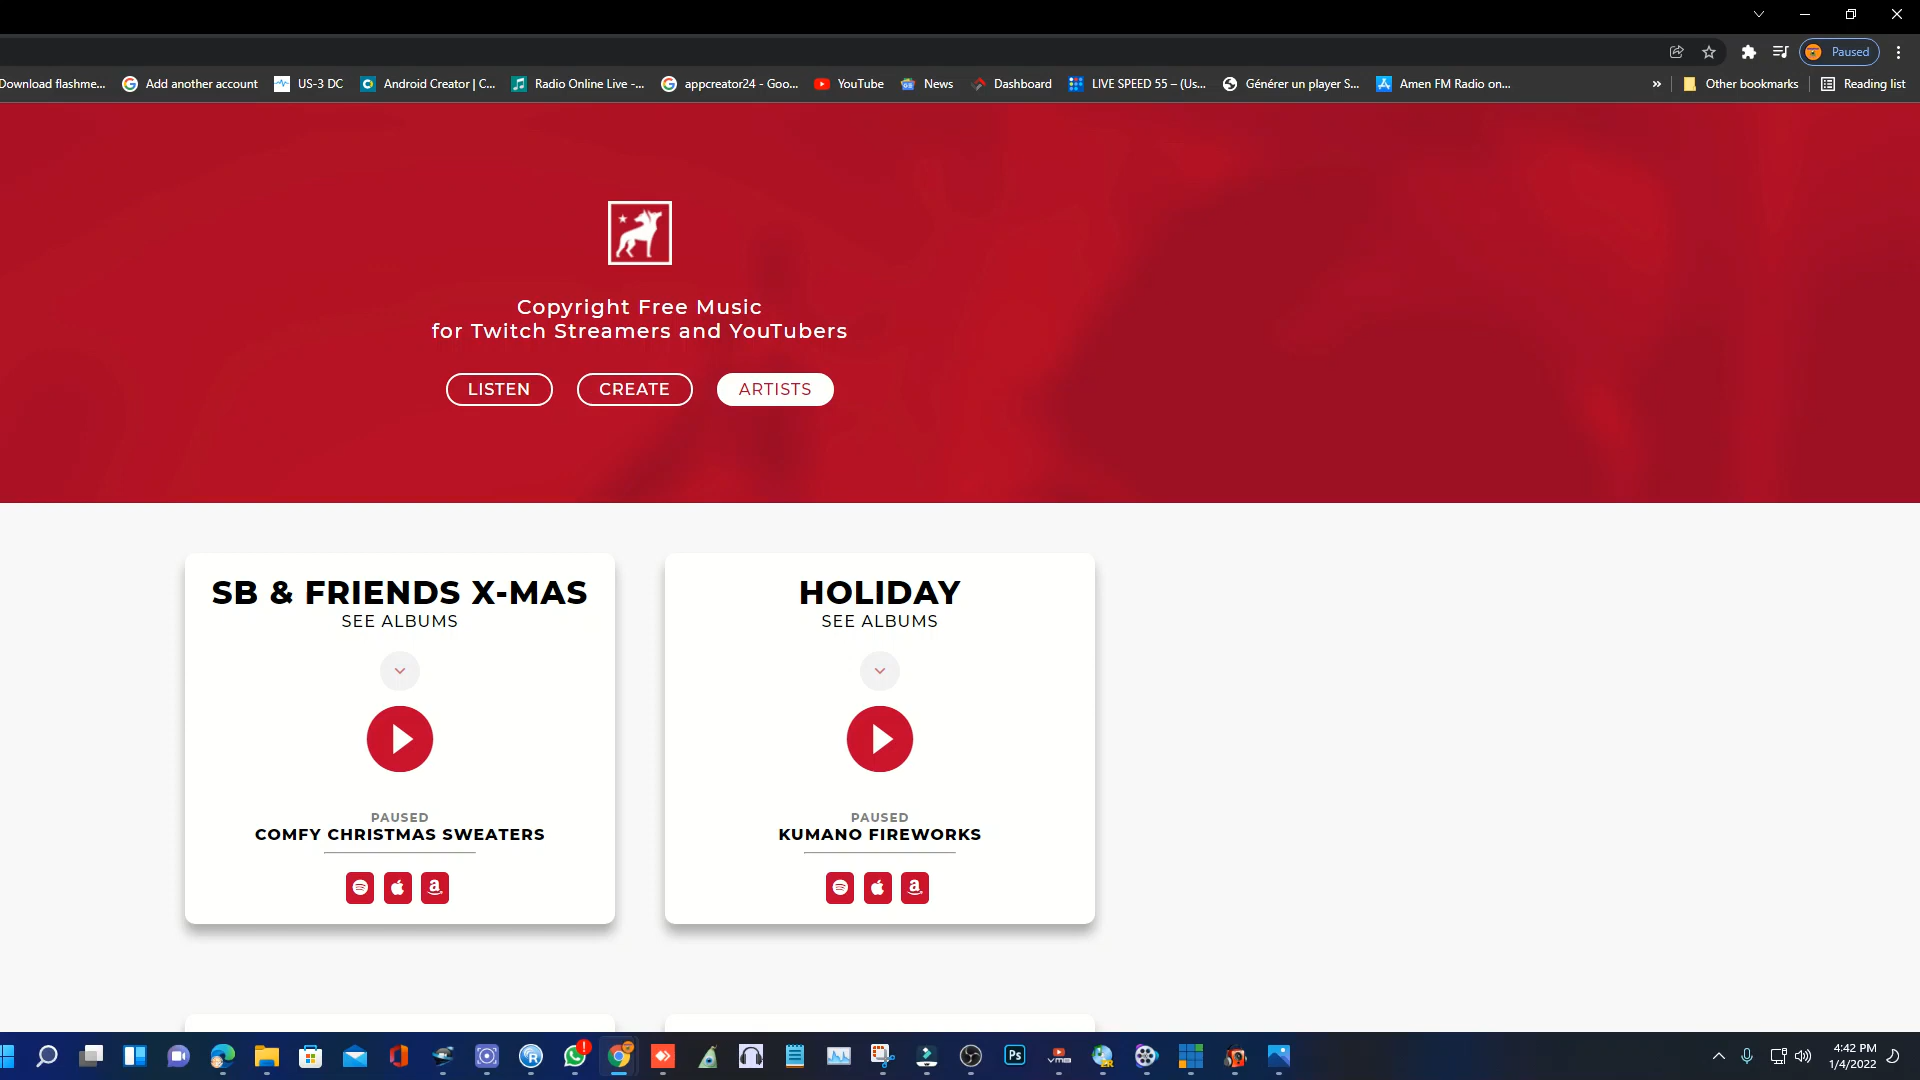 Paused
Download flashme...
Add another account
US-3 DC
Android Creator | C...
Radio Online Live -...
appcreator24 - Goo...
YouTube
News
Dashboard
LIVE SPEED 55 – (Us...
Générer un player S...
Amen FM Radio on...
»
Other bookmarks
Reading list
Copyright Free Music
for Twitch Streamers and YouTubers
LISTEN
CREATE
ARTISTS
SB & FRIENDS X-MAS
SEE ALBUMS
PAUSED
COMFY CHRISTMAS SWEATERS
HOLIDAY
SEE ALBUMS
PAUSED
KUMANO FIREWORKS
Ps
4:42 PM
1/4/2022